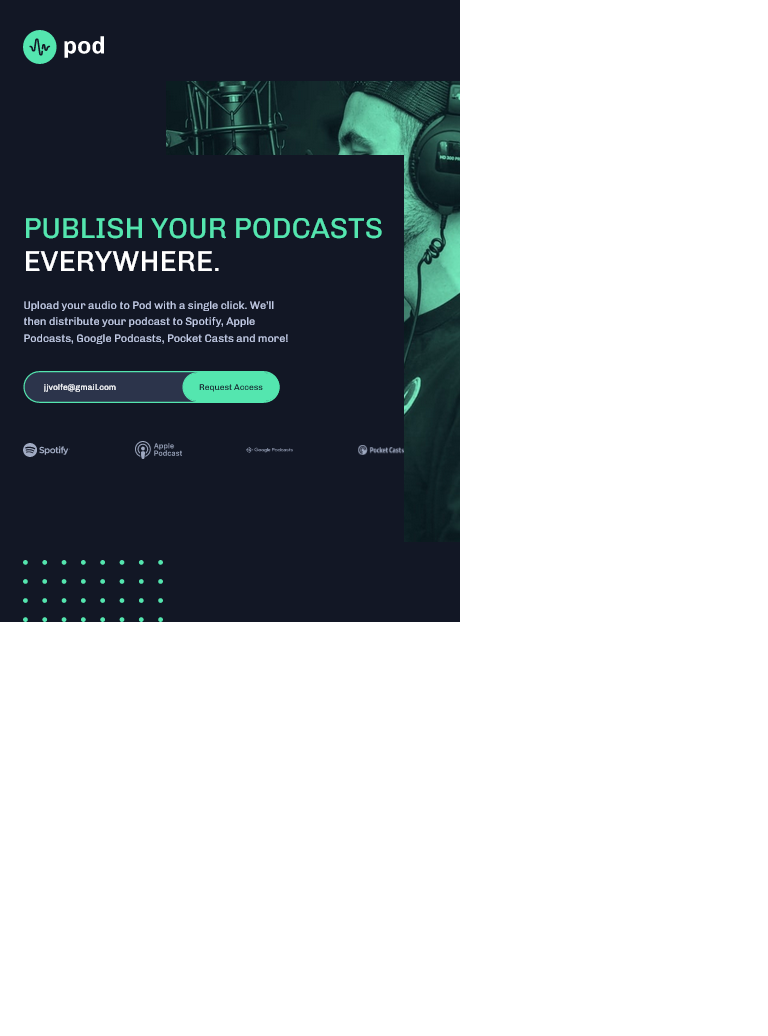 pod
PUBLISH YOUR PODCASTS
EVERYWHERE.
Upload your audio to Pod with a single click. We'll
then distribute your podcast to Spotify, Apple
Podcasts, Google Podcasts, Pocket Casts and more!
jjvolfe@gmail.com Request Access
Spotify
Apple
Podcast
Google Podcasts
Pocket Casts